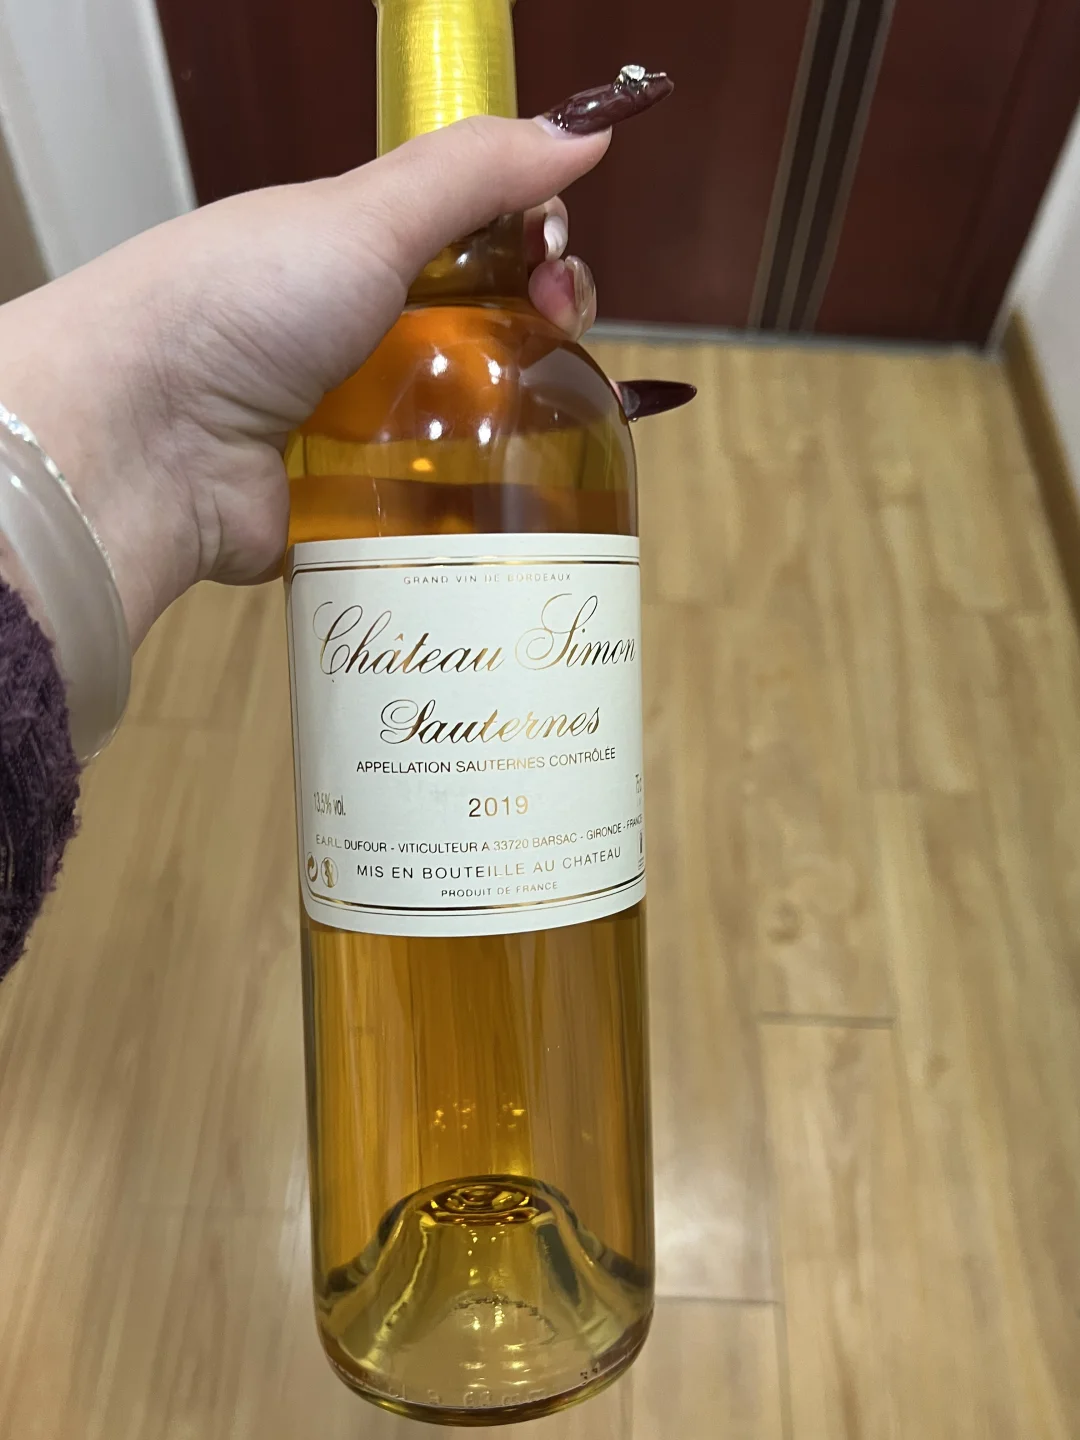 GRAND VIN DE BORDEAUX
Château Simon
Sauternes
APPELLATION SAUTERNES CONTRÔLÉE
13,5% vol.
2019
E.A.R.L. DUFOUR - VITICULTEUR A 33720 BARSAC - GIRONDE - FRANCE
MIS EN BOUTEILLE AU CHATEAU
PRODUIT DE FRANCE